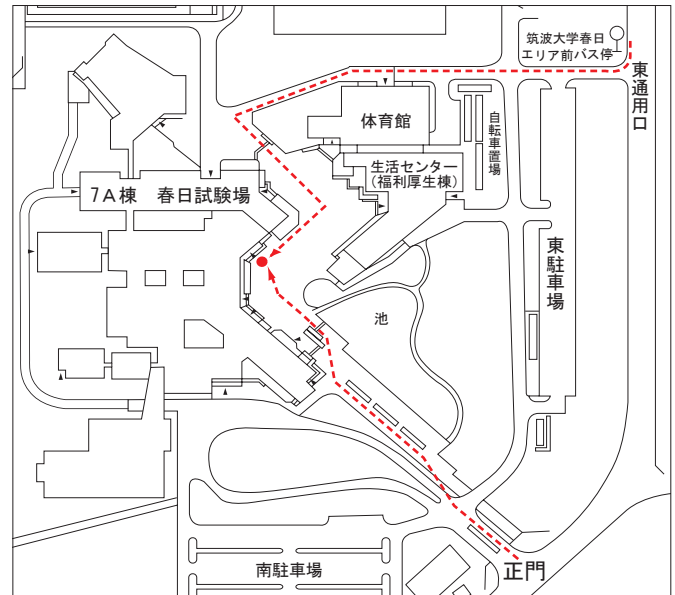 筑波大学春日
エリア前バス停
東通用口
体育館
自転車置場
生活センター
(福利厚生棟)
7A棟 春日試験場
東駐車場
池
南駐車場
正門